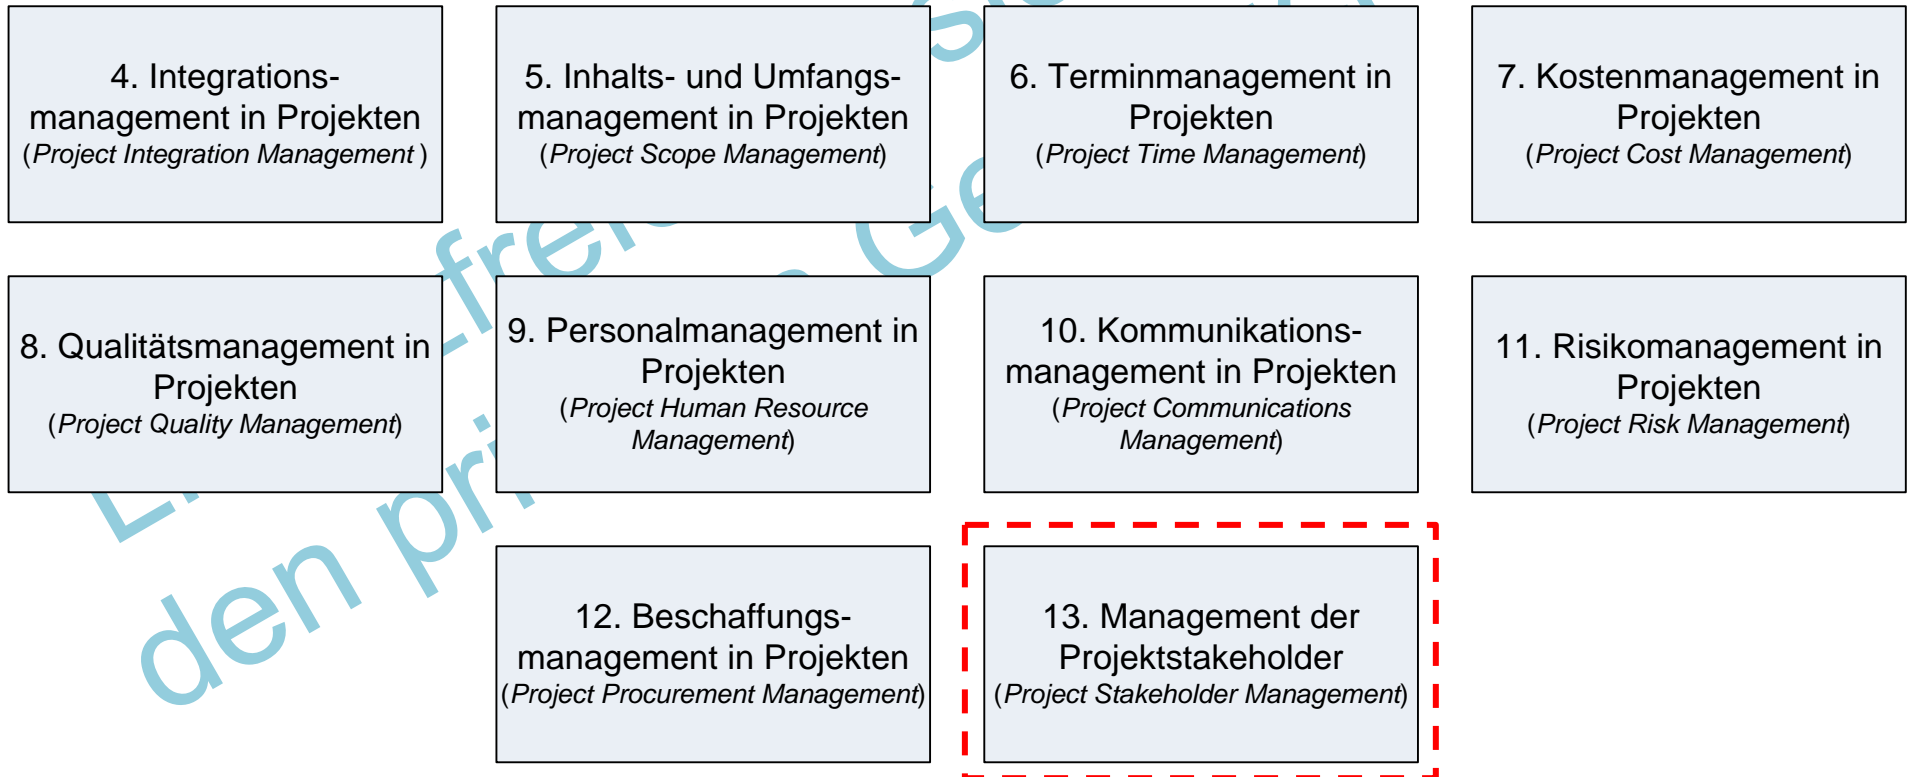 4. Integrations-
management in Projekten
(Project Integration Management )
5. Inhalts- und Umfangs-
management in Projekten
(Project Scope Management)
6. Terminmanagement in
Projekten
(Project Time Management)
7. Kostenmanagement in
Projekten
(Project Cost Management)
8. Qualitätsmanagement in
Projekten
(Project Quality Management)
9. Personalmanagement in
Projekten
(Project Human Resource
Management)
10. Kommunikations-
management in Projekten
(Project Communications
Management)
11. Risikomanagement in
Projekten
(Project Risk Management)
12. Beschaffungs-
management in Projekten
(Project Procurement Management)
13. Management der
Projektstakeholder
(Project Stakeholder Management)
den